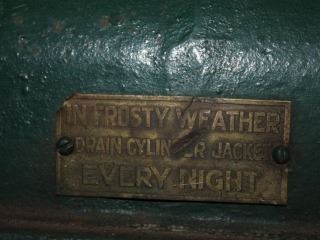 IN FROSTY WEATHER
DRAIN CYLINDER JACKET
EVERY NIGHT